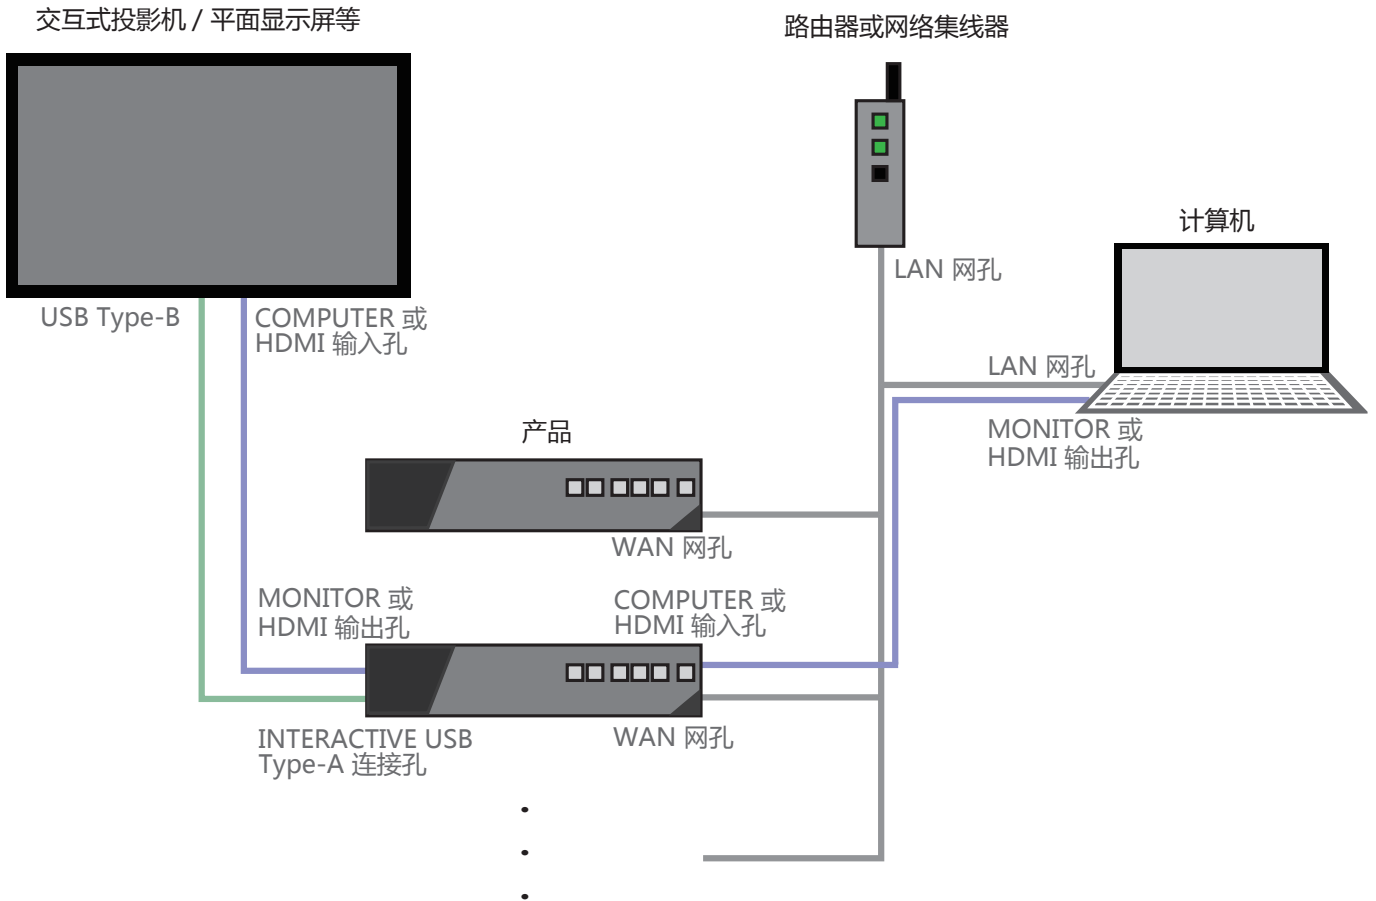 交互式投影机 / 平面显示屏等
路由器或网络集线器
计算机
LAN 网孔
USB Type-B
COMPUTER 或
HDMI 输入孔
LAN 网孔
MONITOR 或
HDMI 输出孔
产品
WAN 网孔
MONITOR 或
HDMI 输出孔
COMPUTER 或
HDMI 输入孔
INTERACTIVE USB
Type-A 连接孔
WAN 网孔